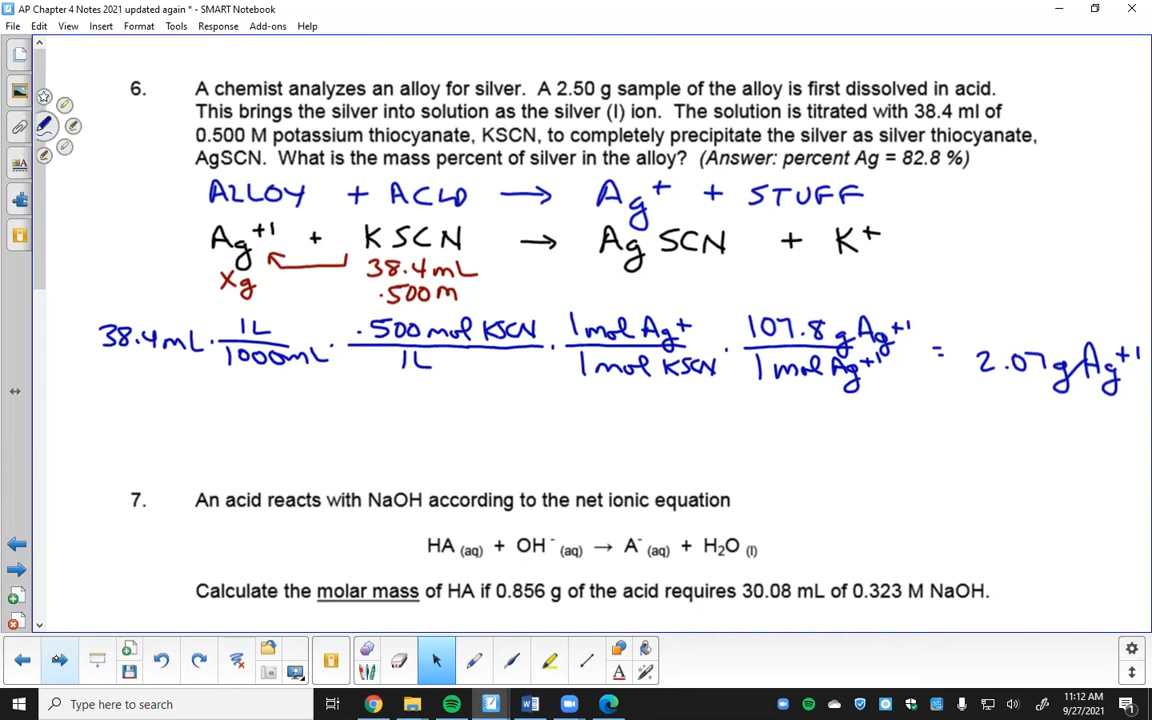 AP Chapter 4 Notes 2021 updated again * - SMART Notebook
File Edit View Insert Format Tools Response Add-ons Help
6. A chemist analyzes an alloy for silver. A 2.50 g sample of the alloy is first dissolved in acid.
This brings the silver into solution as the silver (I) ion. The solution is titrated with 38.4 ml of
0.500 M potassium thiocyanate, KSCN, to completely precipitate the silver as silver thiocyanate,
AgSCN. What is the mass percent of silver in the alloy? (Answer: percent Ag = 82.8 %)
ALLOY + ACID → Ag+ + STUFF
Ag+1 + KSCN → AgSCN + K+
38.4mL
xg .500M
1L .500 mol KSCN 1mol Ag+ 107.8g Ag+1
38.4mL · · · · = 2.07g Ag+1
1000mL 1L 1mol KSCN 1mol Ag+1
7. An acid reacts with NaOH according to the net ionic equation
HA (aq) + OH - (aq) → A- (aq) + H2O (l)
Calculate the molar mass of HA if 0.856 g of the acid requires 30.08 mL of 0.323 M NaOH.
Type here to search
11:12 AM
9/27/2021